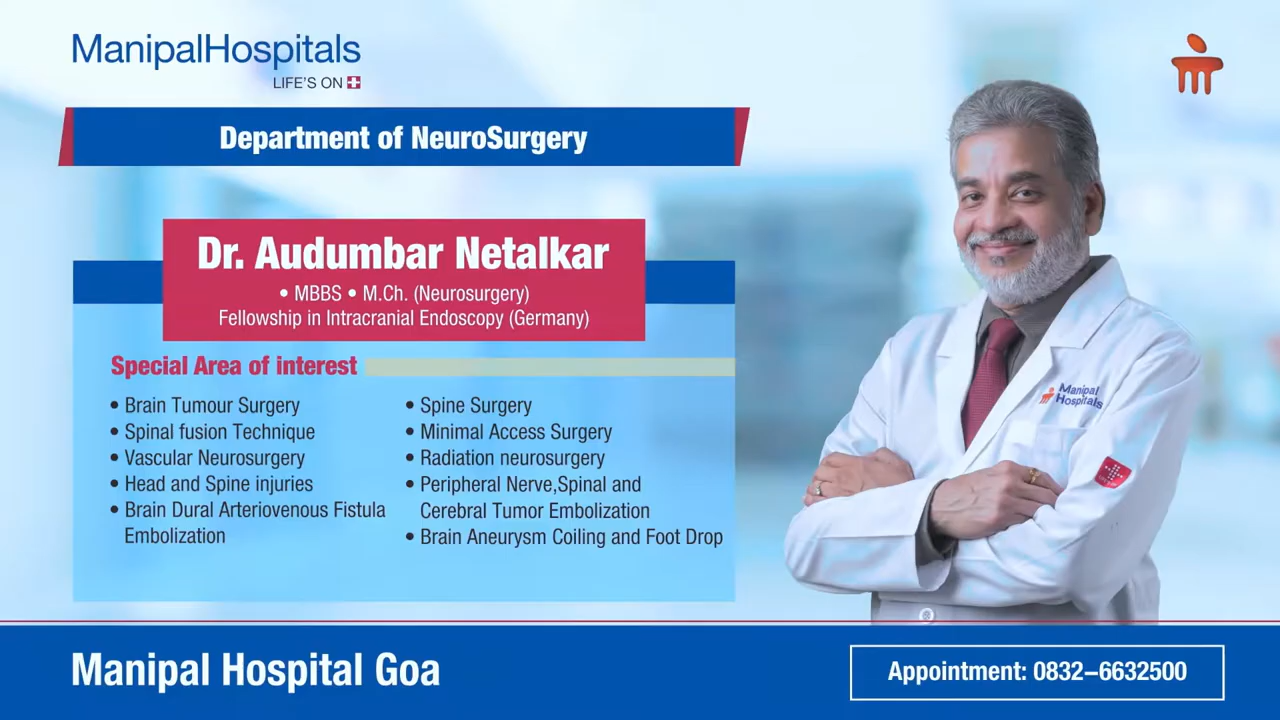 ManipalHospitals
LIFE'S ON
Department of NeuroSurgery
Dr. Audumbar Netalkar
• MBBS • M.Ch. (Neurosurgery)
Fellowship in Intracranial Endoscopy (Germany)
Special Area of interest
• Brain Tumour Surgery
• Spinal fusion Technique
• Vascular Neurosurgery
• Head and Spine injuries
• Brain Dural Arteriovenous Fistula
Embolization
• Spine Surgery
• Minimal Access Surgery
• Radiation neurosurgery
• Peripheral Nerve,Spinal and
Cerebral Tumor Embolization
• Brain Aneurysm Coiling and Foot Drop
Manipal
Hospitals
Manipal Hospital Goa
Appointment: 0832–6632500